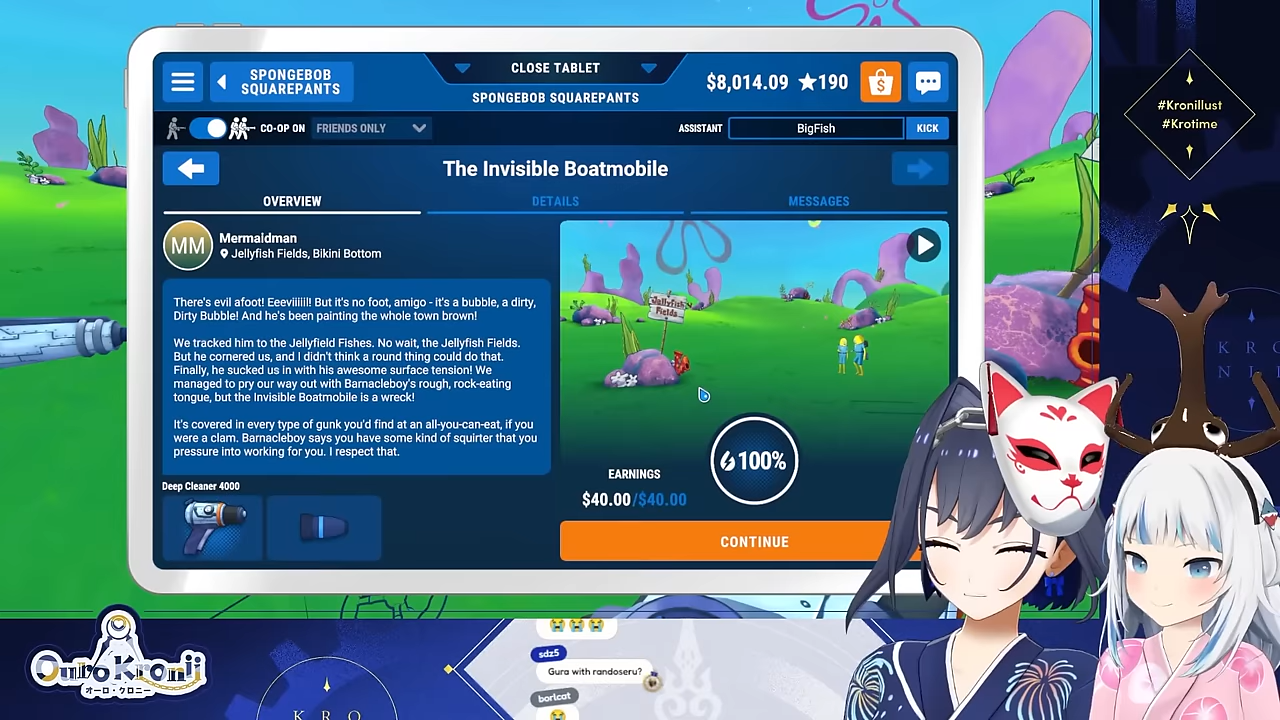 SPONGEBOB
SQUAREPANTS
CLOSE TABLET
SPONGEBOB SQUAREPANTS
$8,014.09 ★190
CO-OP ON
FRIENDS ONLY
ASSISTANT
BigFish
KICK
The Invisible Boatmobile
OVERVIEW
DETAILS
MESSAGES
MM
Mermaidman
Jellyfish Fields, Bikini Bottom
There's evil afoot! Eeeviiiiil! But it's no foot, amigo - it's a bubble, a dirty,
Dirty Bubble! And he's been painting the whole town brown!
We tracked him to the Jellyfield Fishes. No wait, the Jellyfish Fields.
But he cornered us, and I didn't think a round thing could do that.
Finally, he sucked us in with his awesome surface tension! We
managed to pry our way out with Barnacleboy's rough, rock-eating
tongue, but the Invisible Boatmobile is a wreck!
It's covered in every type of gunk you'd find at an all-you-can-eat, if you
were a clam. Barnacleboy says you have some kind of squirter that you
pressure into working for you. I respect that.
Deep Cleaner 4000
Jellyfish
Fields
EARNINGS
$40.00/$40.00
100%
CONTINUE
#Kronillust
#Krotime
K R O
N I
Ouro Kronii
オーロ・クロニー
K R O
😭😭😭
sdz5
Gura with randoseru?
borlcat
😭